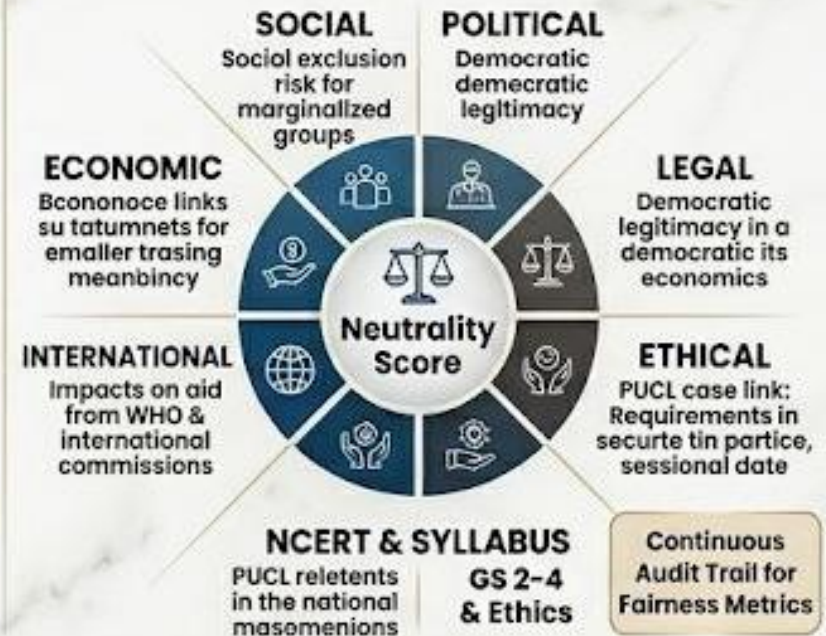 SOCIAL
Social exclusion
risk for
marginalized
groups
POLITICAL
Democratic
demecratic
legltimacy
ECONOMIC
Bcononoce links
su tatumnets for
emaller trasing
meanbincy
LEGAL
Democratic
legitimacy in a
democratic its
economics
Neutrality
Score
INTERNATIONAL
Impacts on aid
from WHO &
international
commissions
ETHICAL
PUCL case link:
Requirements in
securte tin partice,
sessional date
NCERT & SYLLABUS
PUCL reletents
in the national
masomenions
GS 2-4
& Ethics
Continuous
Audit Trail for
Fairness Metrics